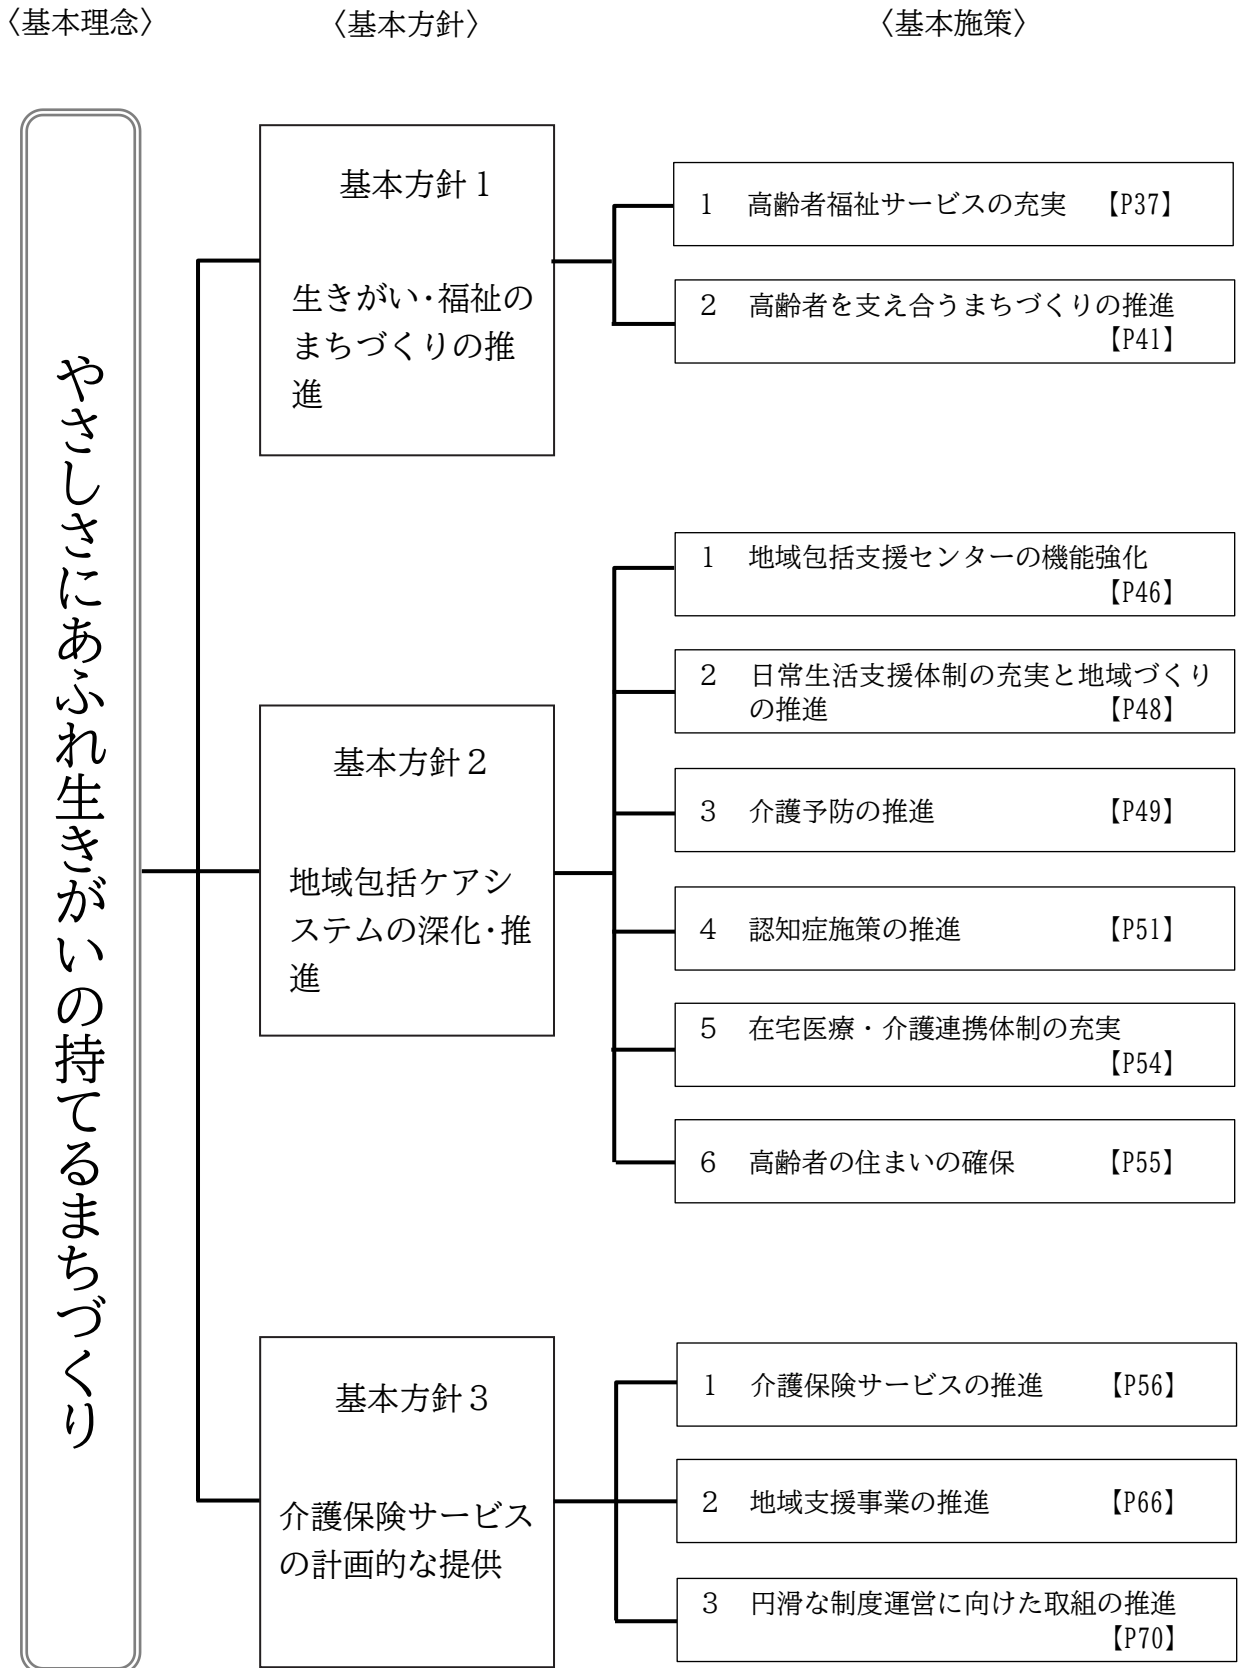 〈基本理念〉
〈基本方針〉
〈基本施策〉
やさしさにあふれ生きがいの持てるまちづくり
基本方針１
生きがい・福祉の
まちづくりの推
進
１　高齢者福祉サービスの充実　【P37】
２　高齢者を支え合うまちづくりの推進
【P41】
基本方針２
地域包括ケアシ
ステムの深化・推
進
１　地域包括支援センターの機能強化
【P46】
２　日常生活支援体制の充実と地域づくり
の推進　【P48】
３　介護予防の推進　【P49】
４　認知症施策の推進　【P51】
５　在宅医療・介護連携体制の充実
【P54】
６　高齢者の住まいの確保　【P55】
基本方針３
介護保険サービス
の計画的な提供
１　介護保険サービスの推進　【P56】
２　地域支援事業の推進　【P66】
３　円滑な制度運営に向けた取組の推進
【P70】